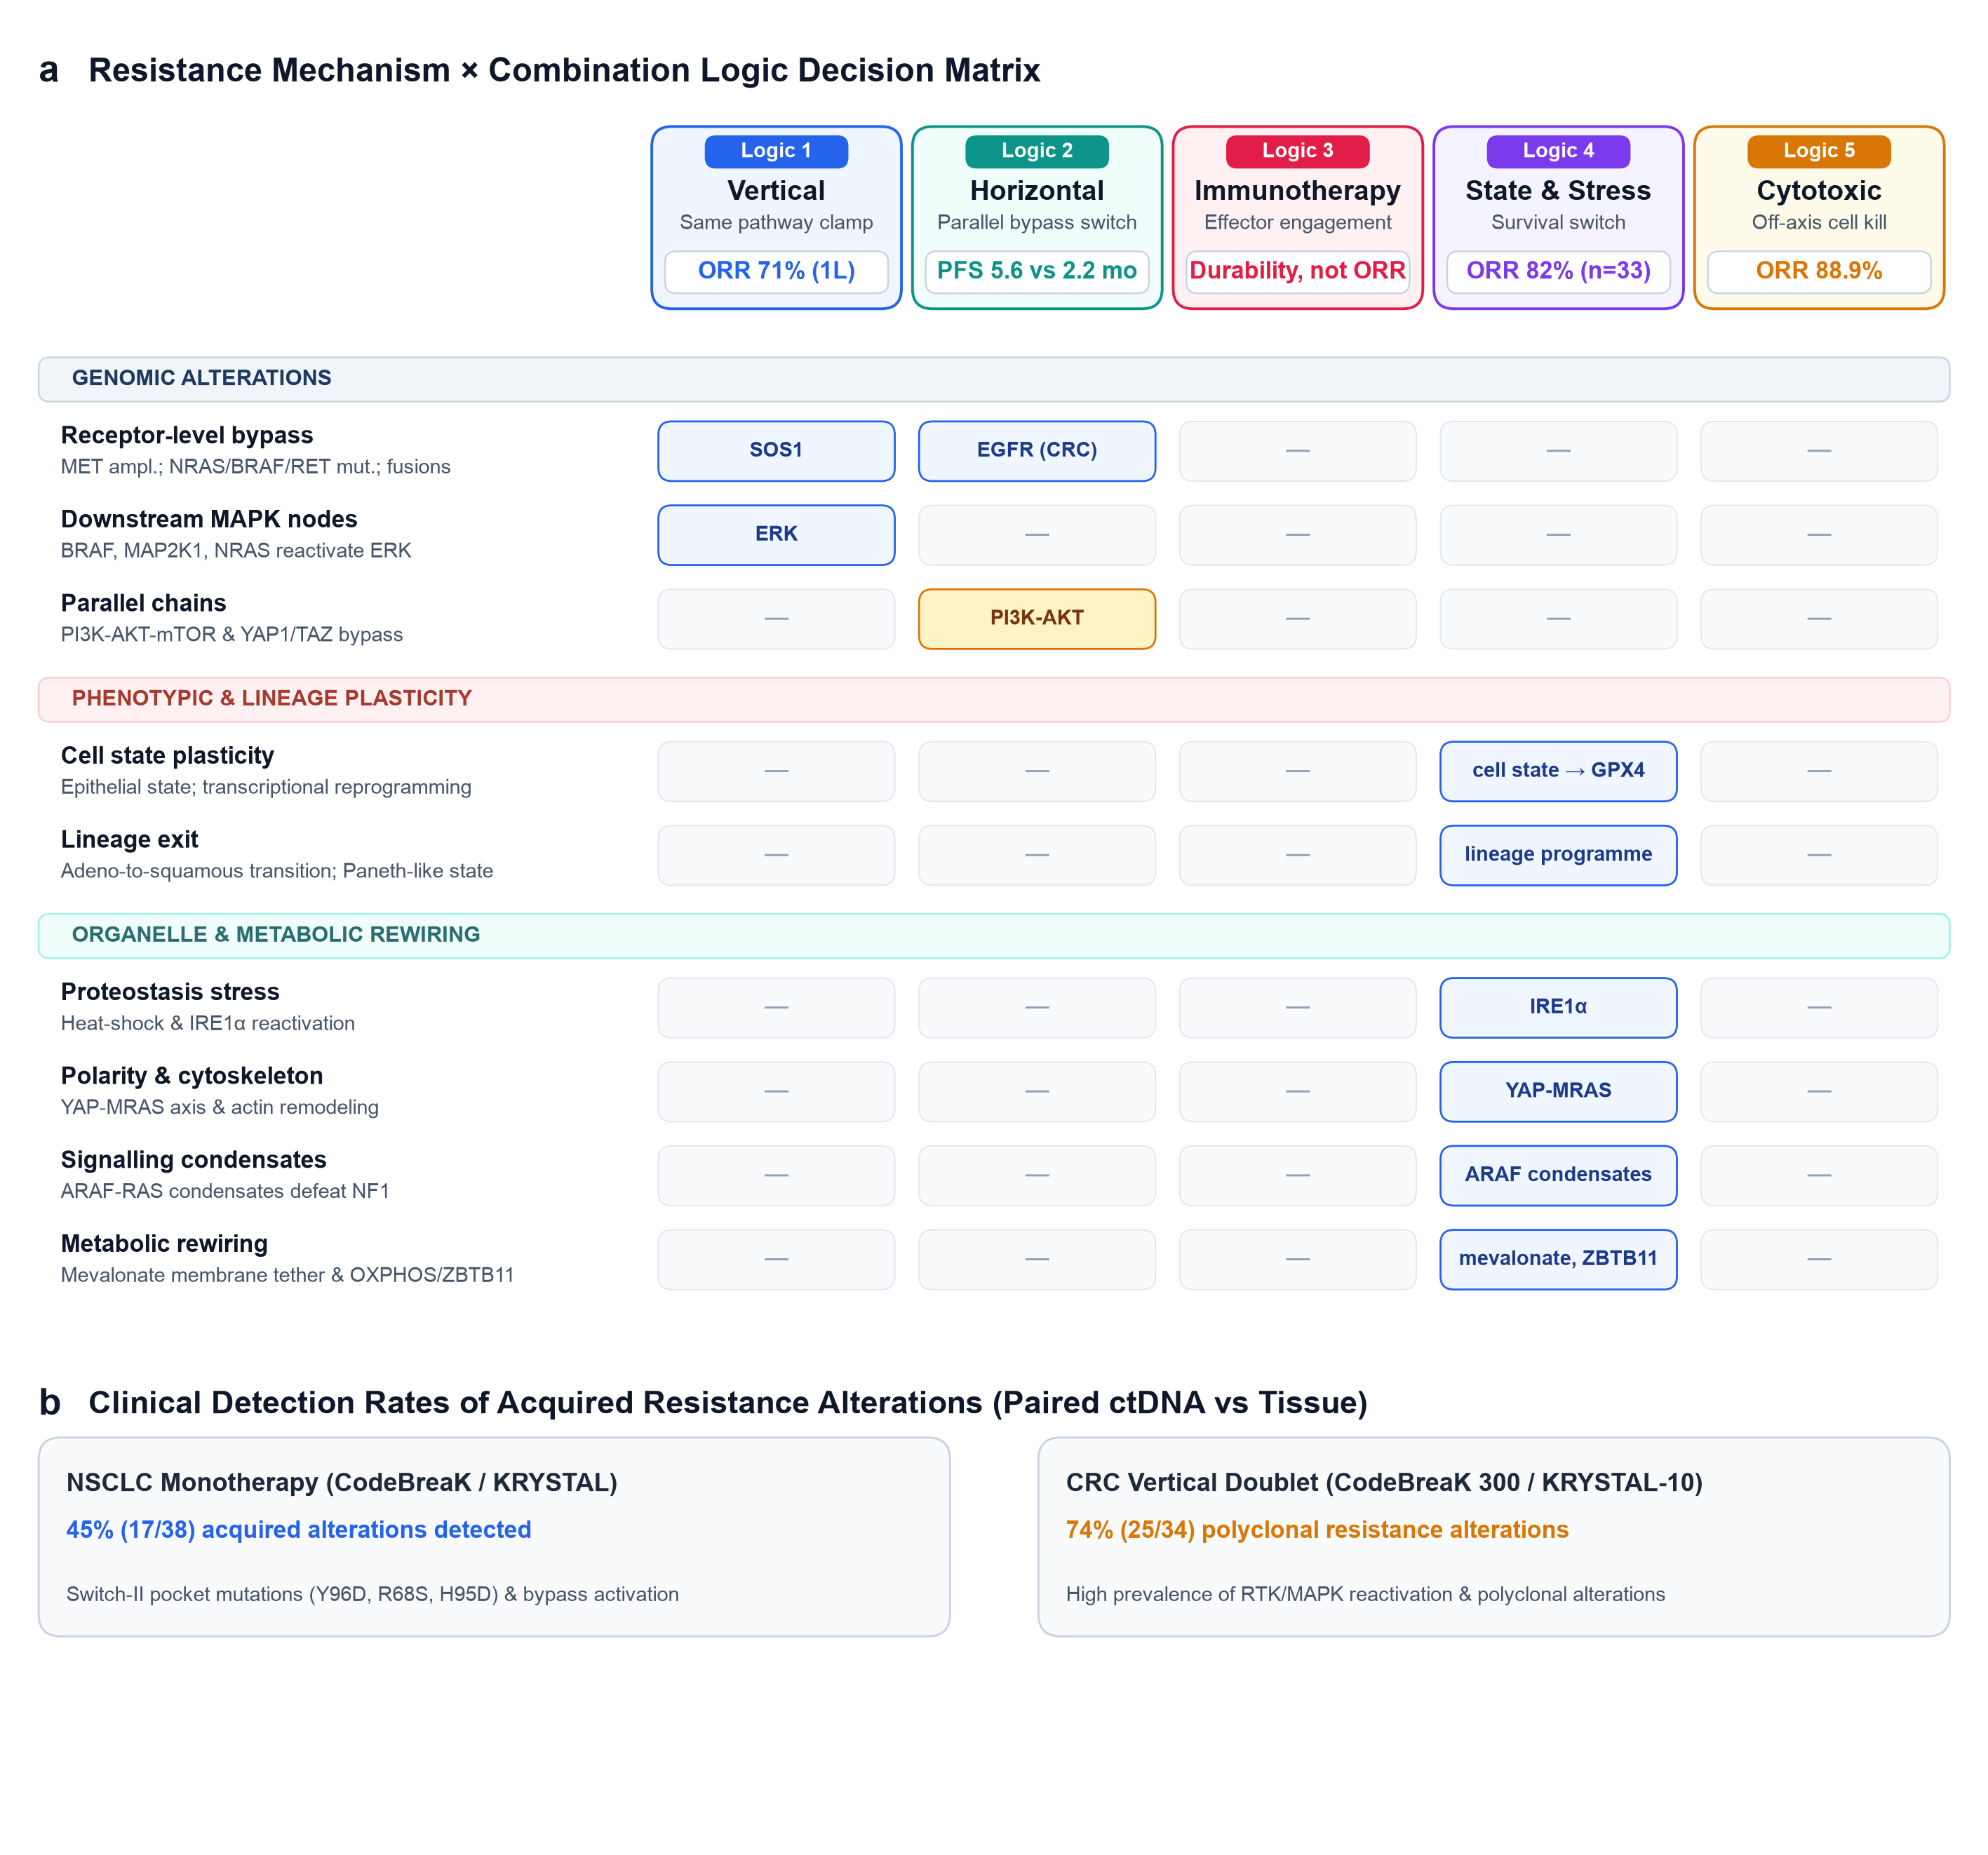 a Resistance Mechanism × Combination Logic Decision Matrix
Logic 1
Vertical
Same pathway clamp
ORR 71% (1L)
Logic 2
Horizontal
Parallel bypass switch
PFS 5.6 vs 2.2 mo
Logic 3
Immunotherapy
Effector engagement
Durability, not ORR
Logic 4
State & Stress
Survival switch
ORR 82% (n=33)
Logic 5
Cytotoxic
Off-axis cell kill
ORR 88.9%
GENOMIC ALTERATIONS
Receptor-level bypass
MET ampl.; NRAS/BRAF/RET mut.; fusions
SOS1
EGFR (CRC)
—
—
—
Downstream MAPK nodes
BRAF, MAP2K1, NRAS reactivate ERK
ERK
—
—
—
—
Parallel chains
PI3K-AKT-mTOR & YAP1/TAZ bypass
—
PI3K-AKT
—
—
—
PHENOTYPIC & LINEAGE PLASTICITY
Cell state plasticity
Epithelial state; transcriptional reprogramming
—
—
—
cell state → GPX4
—
Lineage exit
Adeno-to-squamous transition; Paneth-like state
—
—
—
lineage programme
—
ORGANELLE & METABOLIC REWIRING
Proteostasis stress
Heat-shock & IRE1α reactivation
—
—
—
IRE1α
—
Polarity & cytoskeleton
YAP-MRAS axis & actin remodeling
—
—
—
YAP-MRAS
—
Signalling condensates
ARAF-RAS condensates defeat NF1
—
—
—
ARAF condensates
—
Metabolic rewiring
Mevalonate membrane tether & OXPHOS/ZBTB11
—
—
—
mevalonate, ZBTB11
—
b Clinical Detection Rates of Acquired Resistance Alterations (Paired ctDNA vs Tissue)
NSCLC Monotherapy (CodeBreaK / KRYSTAL)
45% (17/38) acquired alterations detected
Switch-II pocket mutations (Y96D, R68S, H95D) & bypass activation
CRC Vertical Doublet (CodeBreaK 300 / KRYSTAL-10)
74% (25/34) polyclonal resistance alterations
High prevalence of RTK/MAPK reactivation & polyclonal alterations